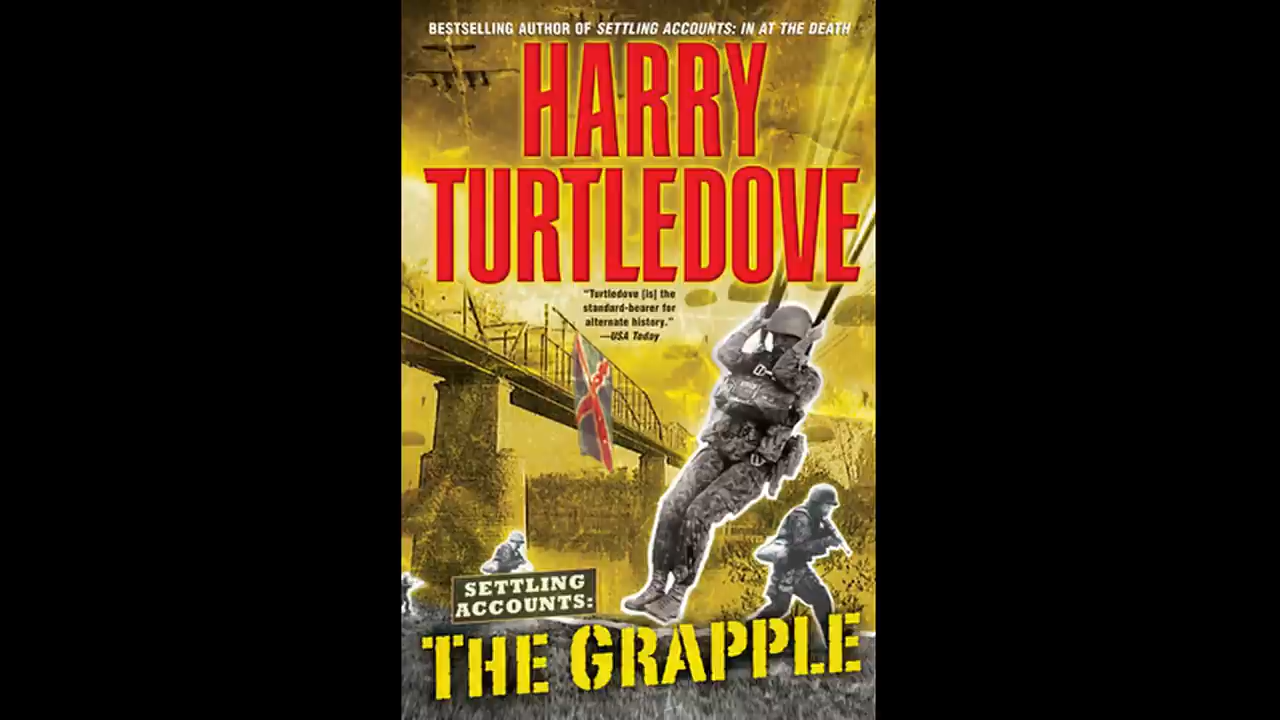 BESTSELLING AUTHOR OF SETTLING ACCOUNTS: IN AT THE DEATH
HARRY
TURTLEDOVE
"Turtledove [is] the
standard-bearer for
alternate history."
—USA Today
SETTLING
ACCOUNTS:
THE GRAPPLE